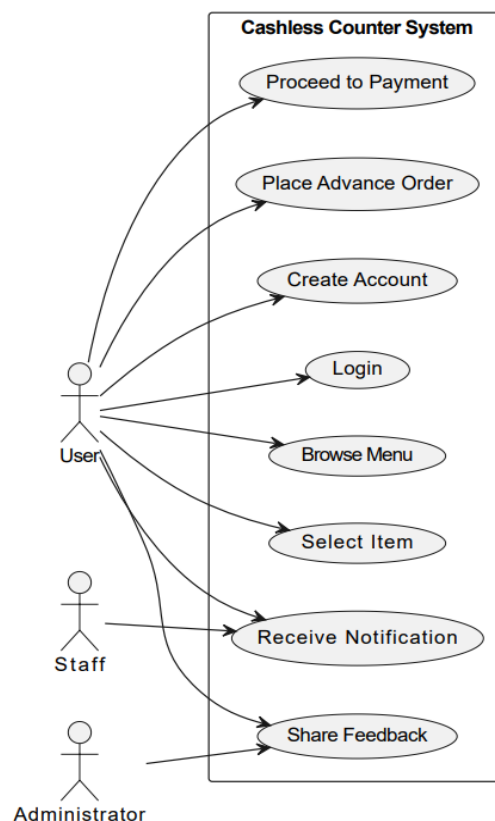 Cashless Counter System
Proceed to Payment
Place Advance Order
Create Account
Login
User
Browse Menu
Select Item
Receive Notification
Staff
Share Feedback
Administrator